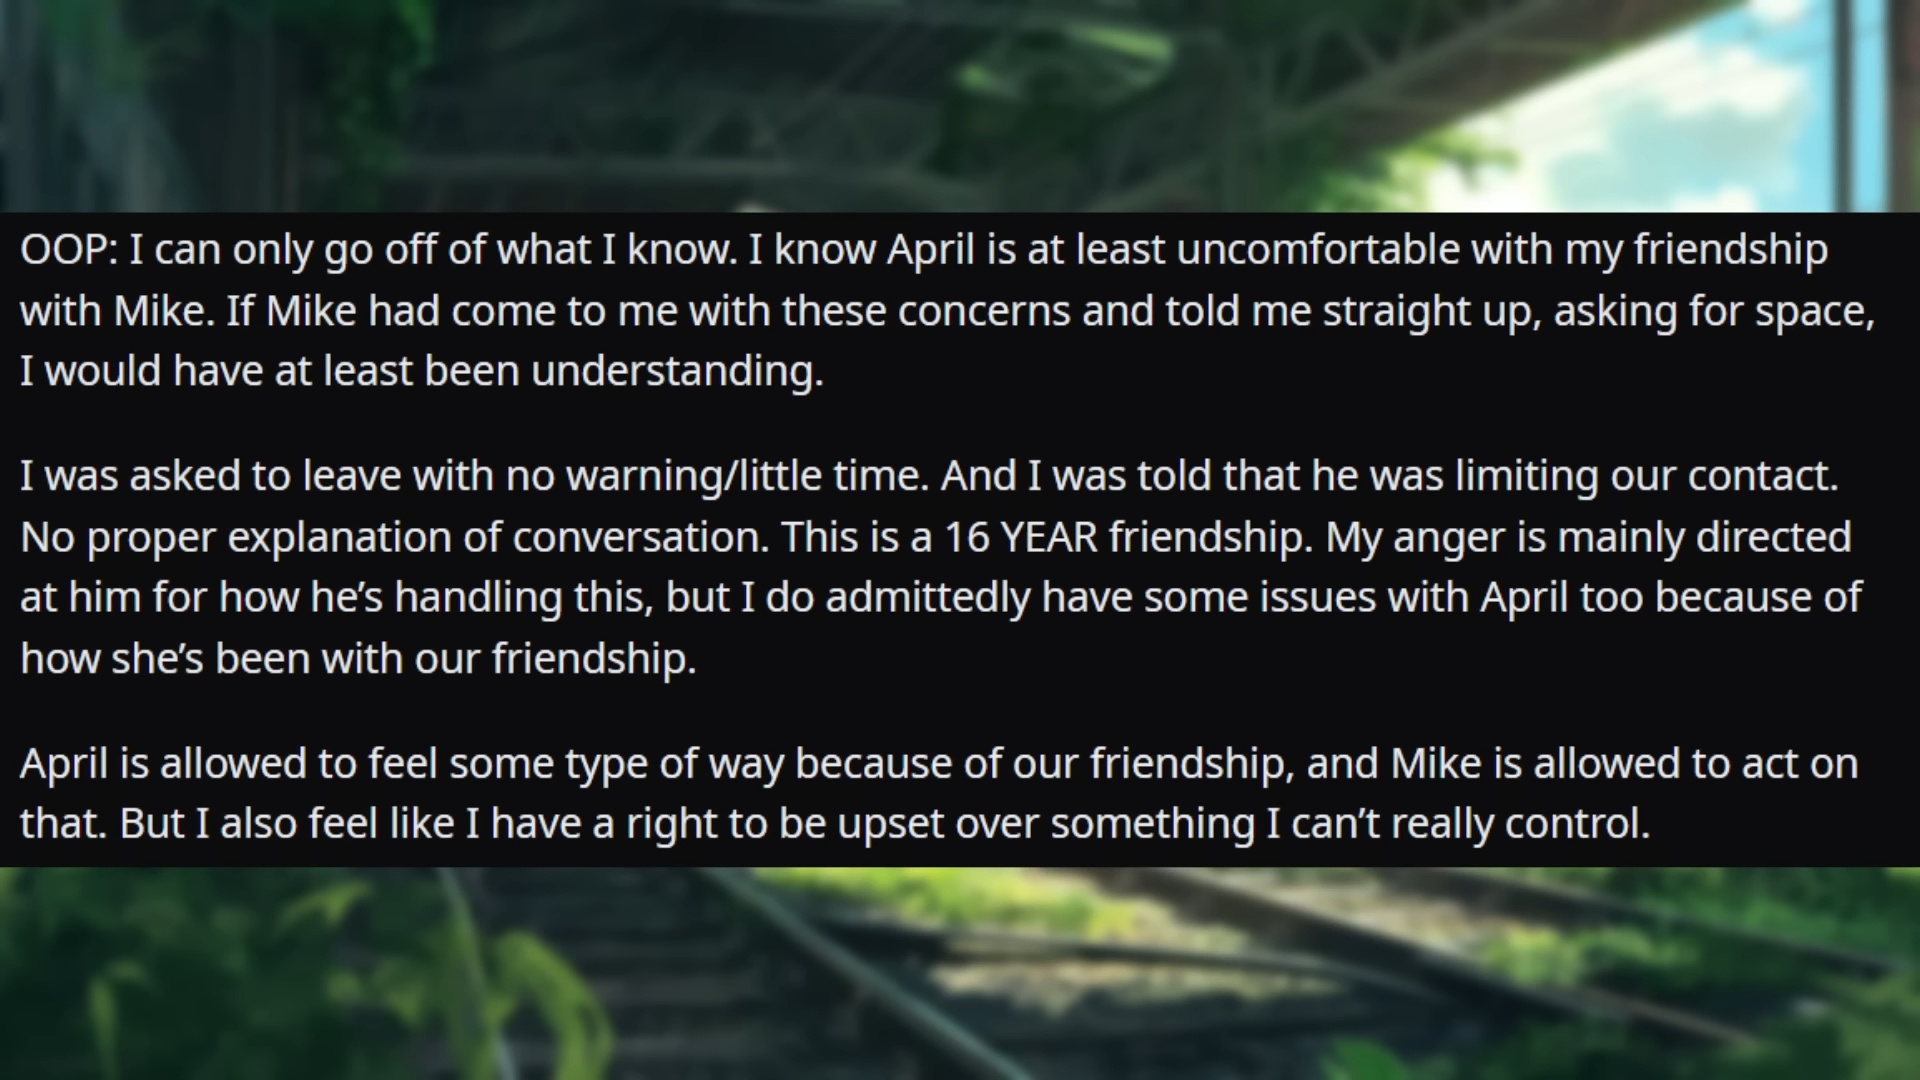 OOP: I can only go off of what I know. I know April is at least uncomfortable with my friendship
with Mike. If Mike had come to me with these concerns and told me straight up, asking for space,
I would have at least been understanding.
I was asked to leave with no warning/little time. And I was told that he was limiting our contact.
No proper explanation of conversation. This is a 16 YEAR friendship. My anger is mainly directed
at him for how he’s handling this, but I do admittedly have some issues with April too because of
how she’s been with our friendship.
April is allowed to feel some type of way because of our friendship, and Mike is allowed to act on
that. But I also feel like I have a right to be upset over something I can’t really control.